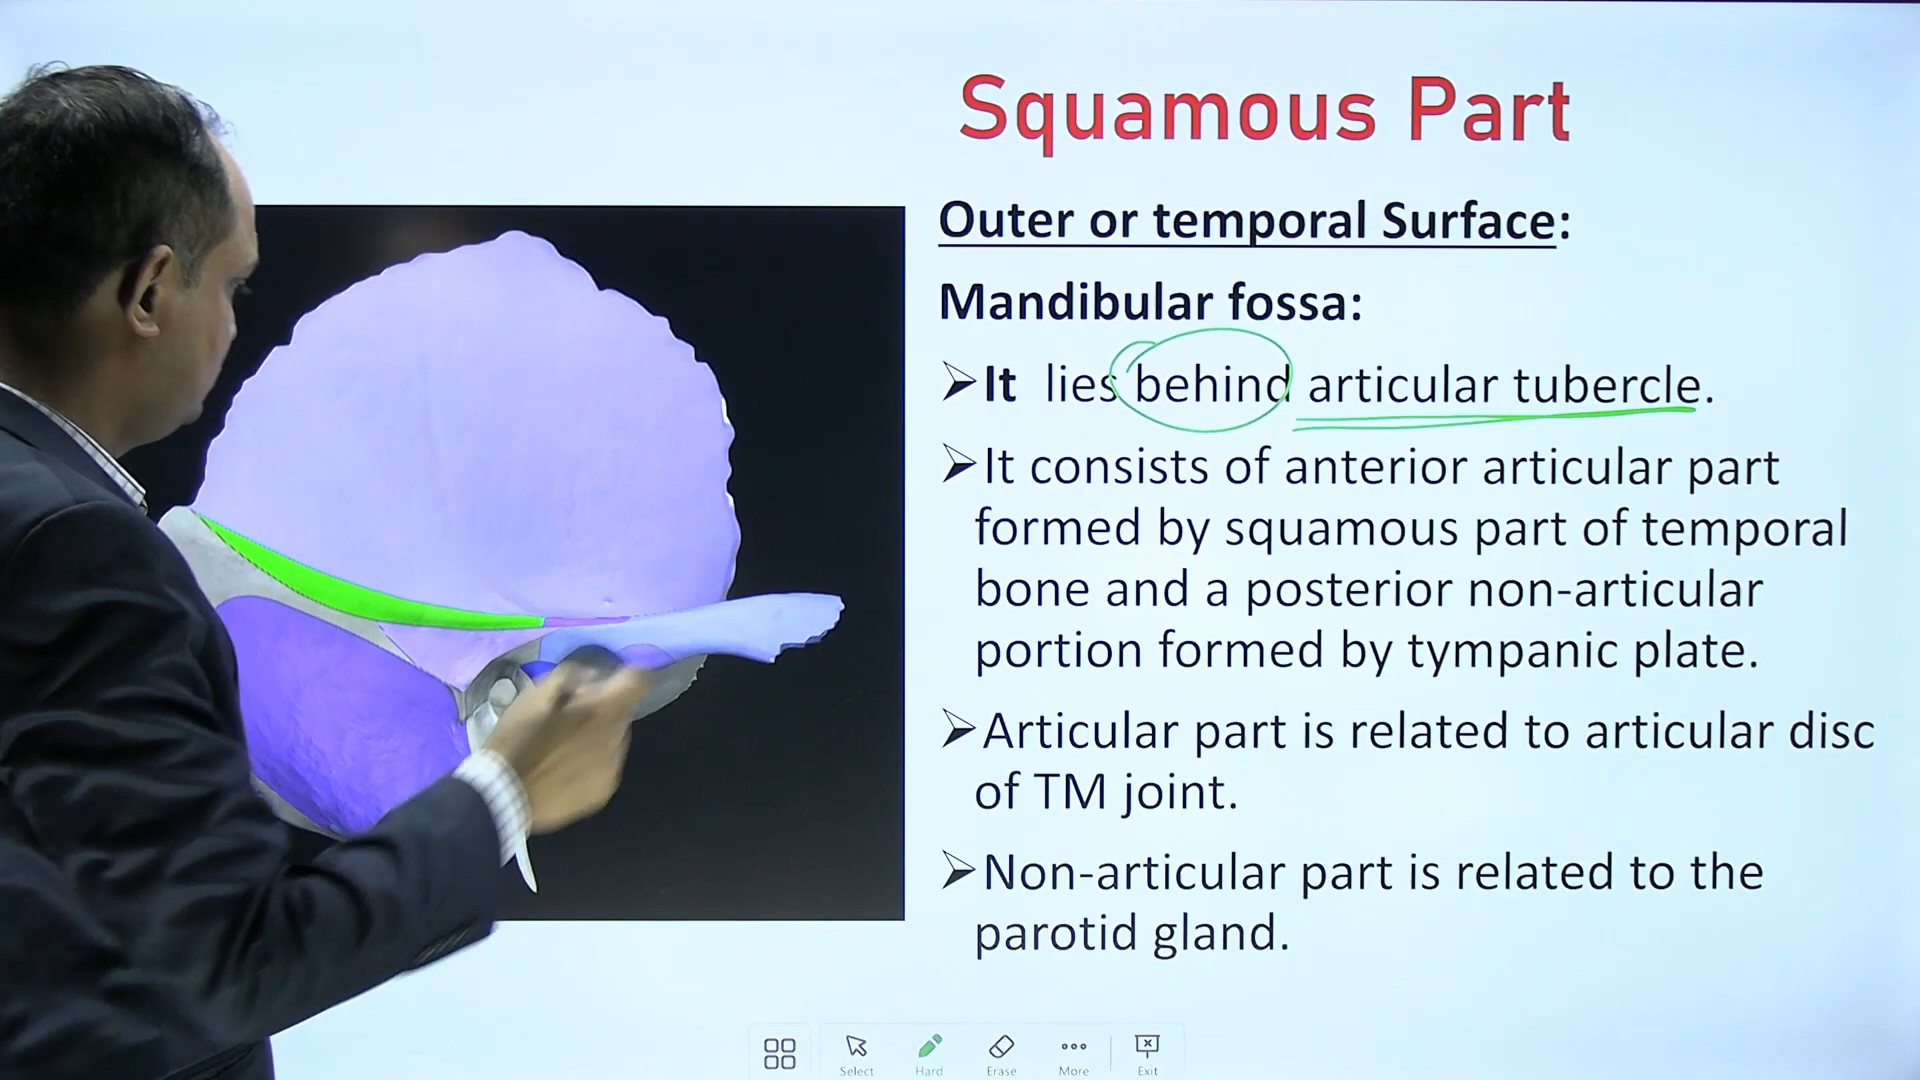 Squamous Part
Outer or temporal Surface:
Mandibular fossa:
It lies behind articular tubercle.
It consists of anterior articular part
formed by squamous part of temporal
bone and a posterior non-articular
portion formed by tympanic plate.
Articular part is related to articular disc
of TM joint.
Non-articular part is related to the
parotid gland.
Select Hard Erase More Exit